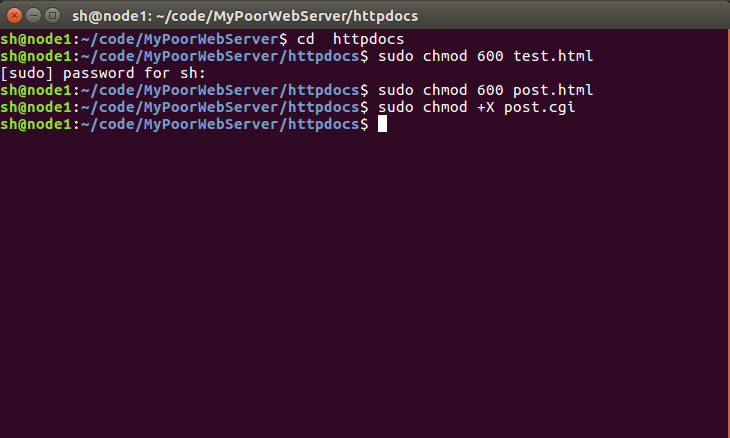 sh@node1: ~/code/MyPoorWebServer/httpdocs
sh@node1:~/code/MyPoorWebServer$ cd  httpdocs
sh@node1:~/code/MyPoorWebServer/httpdocs$ sudo chmod 600 test.html
[sudo] password for sh:
sh@node1:~/code/MyPoorWebServer/httpdocs$ sudo chmod 600 post.html
sh@node1:~/code/MyPoorWebServer/httpdocs$ sudo chmod +X post.cgi
sh@node1:~/code/MyPoorWebServer/httpdocs$